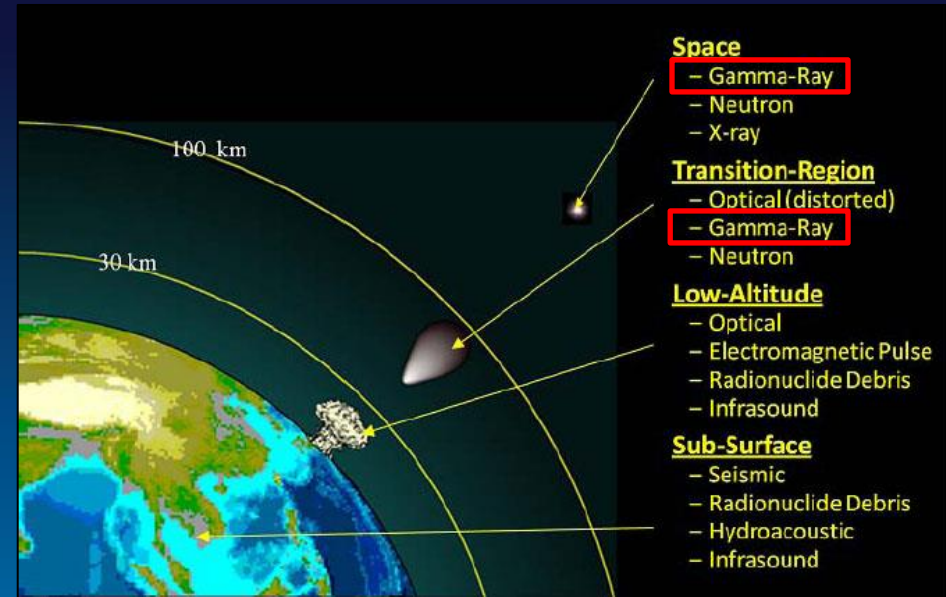 Space
– Gamma-Ray
– Neutron
– X-ray
Transition-Region
– Optical (distorted)
– Gamma-Ray
– Neutron
Low-Altitude
– Optical
– Electromagnetic Pulse
– Radionuclide Debris
– Infrasound
Sub-Surface
– Seismic
– Radionuclide Debris
– Hydroacoustic
– Infrasound
100 km
30 km